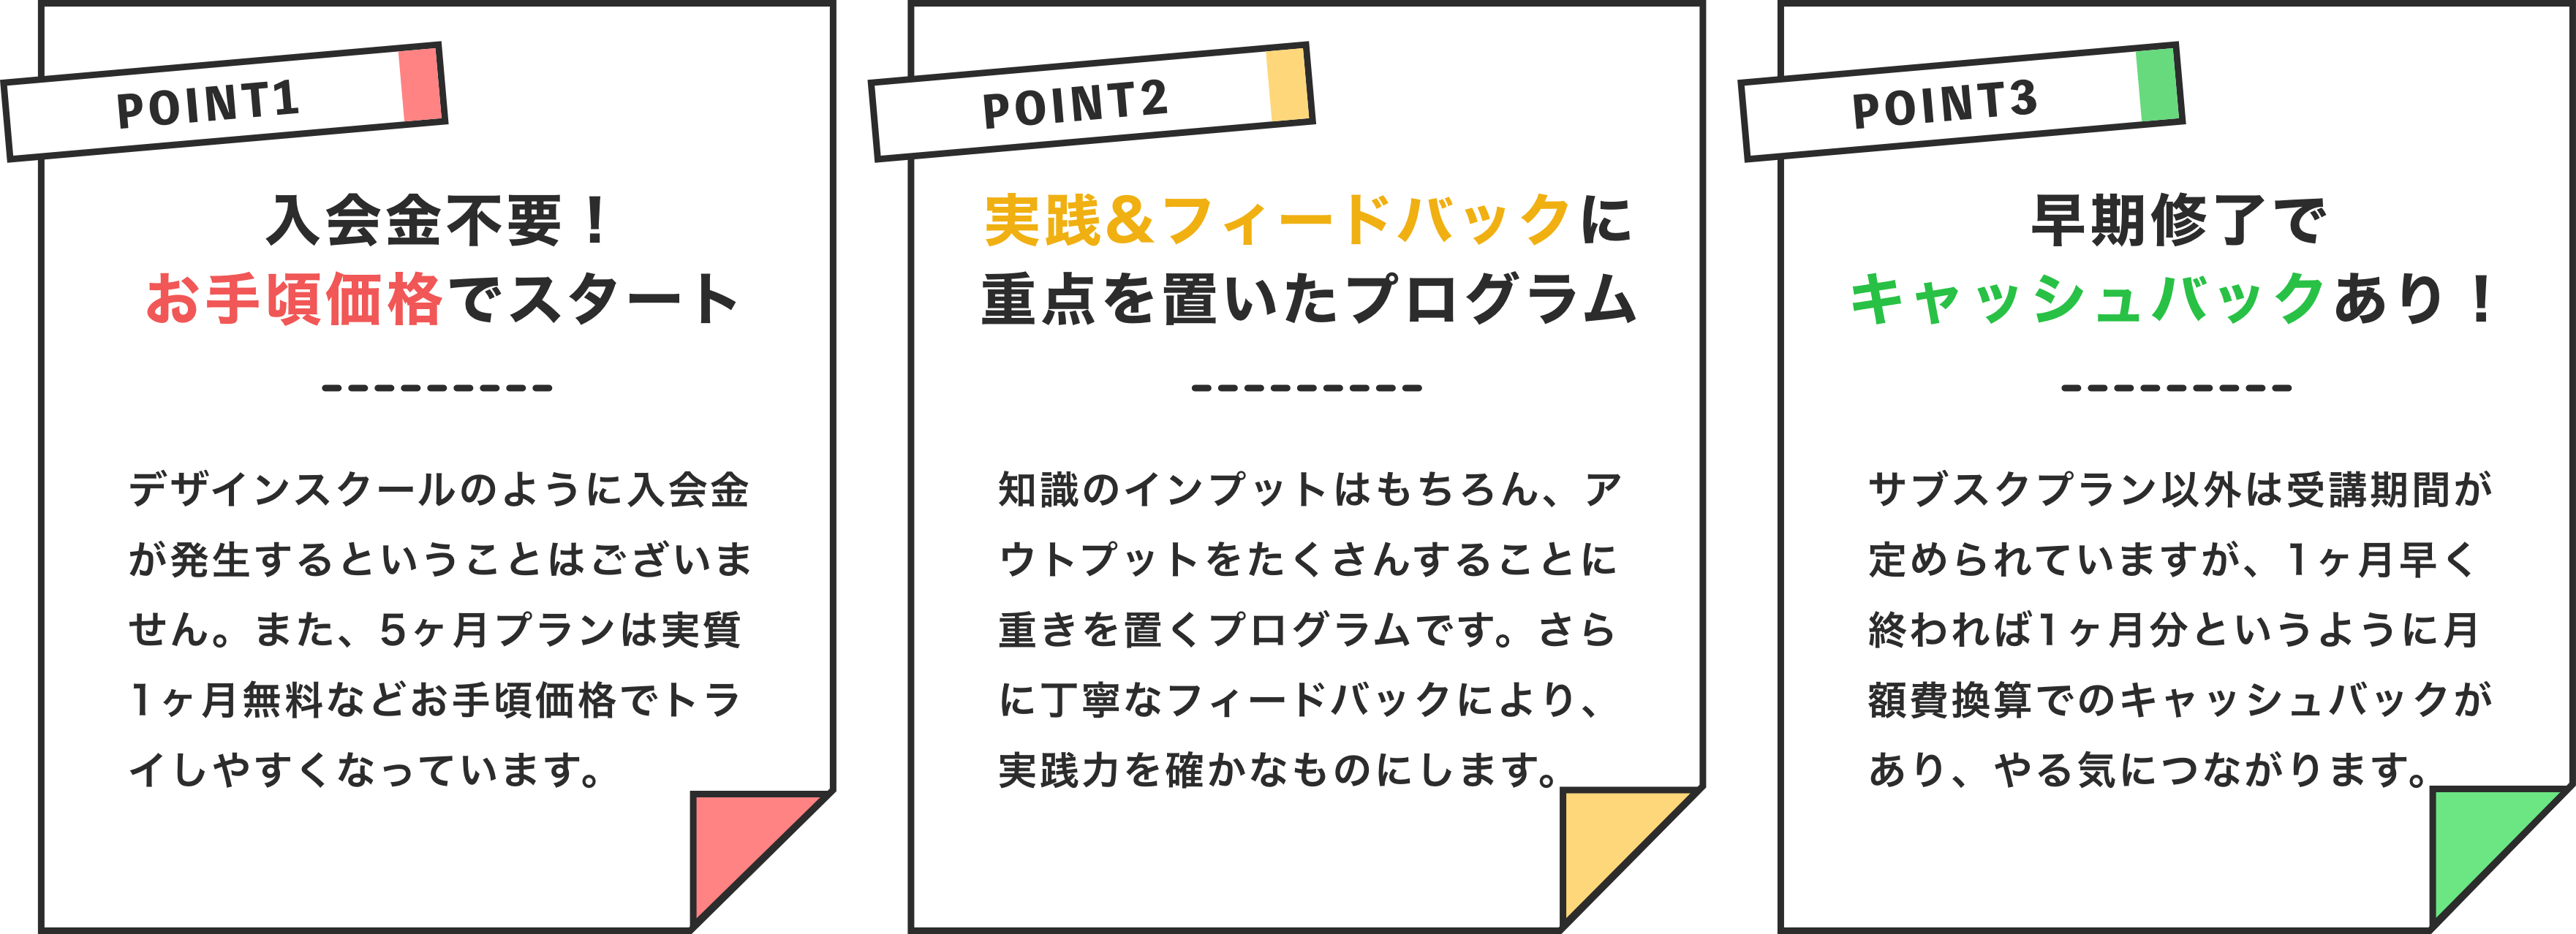 POINT1
入会金不要！
お手頃価格でスタート
デザインスクールのように入会金
が発生するということはございま
せん。また、5ヶ月プランは実質
1ヶ月無料などお手頃価格でトラ
イしやすくなっています。
POINT2
実践&フィードバックに
重点を置いたプログラム
知識のインプットはもちろん、ア
ウトプットをたくさんすることに
重きを置くプログラムです。さら
に丁寧なフィードバックにより、
実践力を確かなものにします。
POINT3
早期修了で
キャッシュバックあり！
サブスクプラン以外は受講期間が
定められていますが、1ヶ月早く
終われば1ヶ月分というように月
額費換算でのキャッシュバックが
あり、やる気につながります。